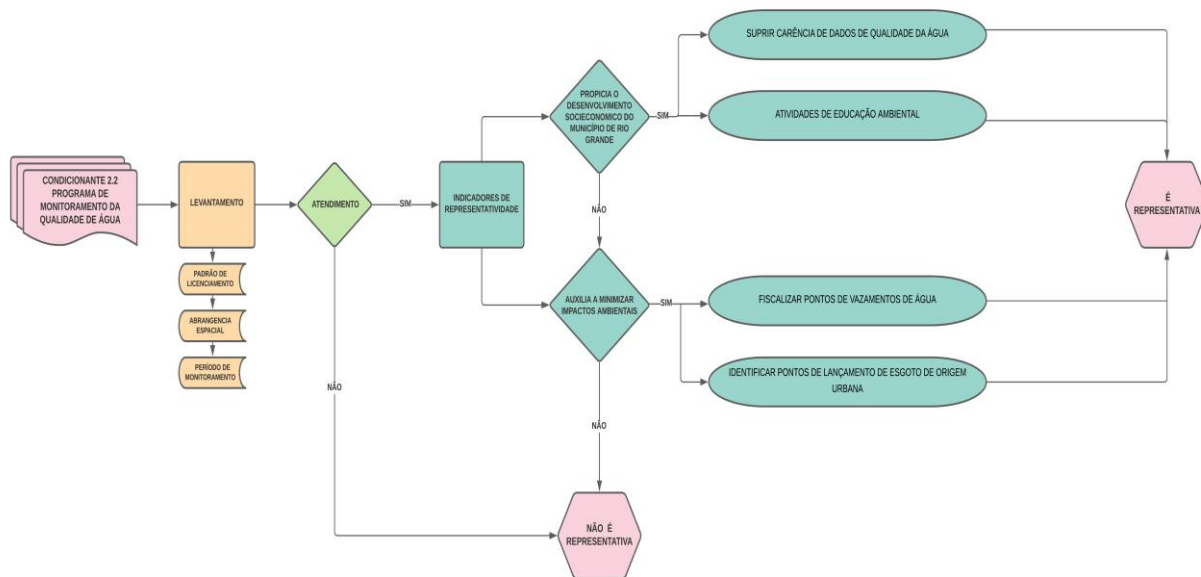 CONDICIONANTE 2.2
PROGRAMA DE
MONITORAMENTO DA
QUALIDADE DE ÁGUA
LEVANTAMENTO
PADRÃO DE
LICENCIAMENTO
ABRANGENCIA
ESPACIAL
PERÍODO DE
MONITORAMENTO
ATENDIMENTO
SIM
NÃO
INDICADORES DE
REPRESENTATIVIDADE
PROPICIA O
DESENVOLVIMENTO
SOCIECONOMICO DO
MUNICÍPIO DE RIO
GRANDE
SIM
NÃO
AUXILIA A MINIMIZAR
IMPACTOS AMBIENTAIS
SIM
NÃO
SUPRIR CARÊNCIA DE DADOS DE QUALIDADE DA ÁGUA
ATIVIDADES DE EDUCAÇÃO AMBIENTAL
FISCALIZAR PONTOS DE VAZAMENTOS DE ÁGUA
IDENTIFICAR PONTOS DE LANÇAMENTO DE ESGOTO DE ORIGEM
URBANA
É
REPRESENTATIVA
NÃO É
REPRESENTATIVA